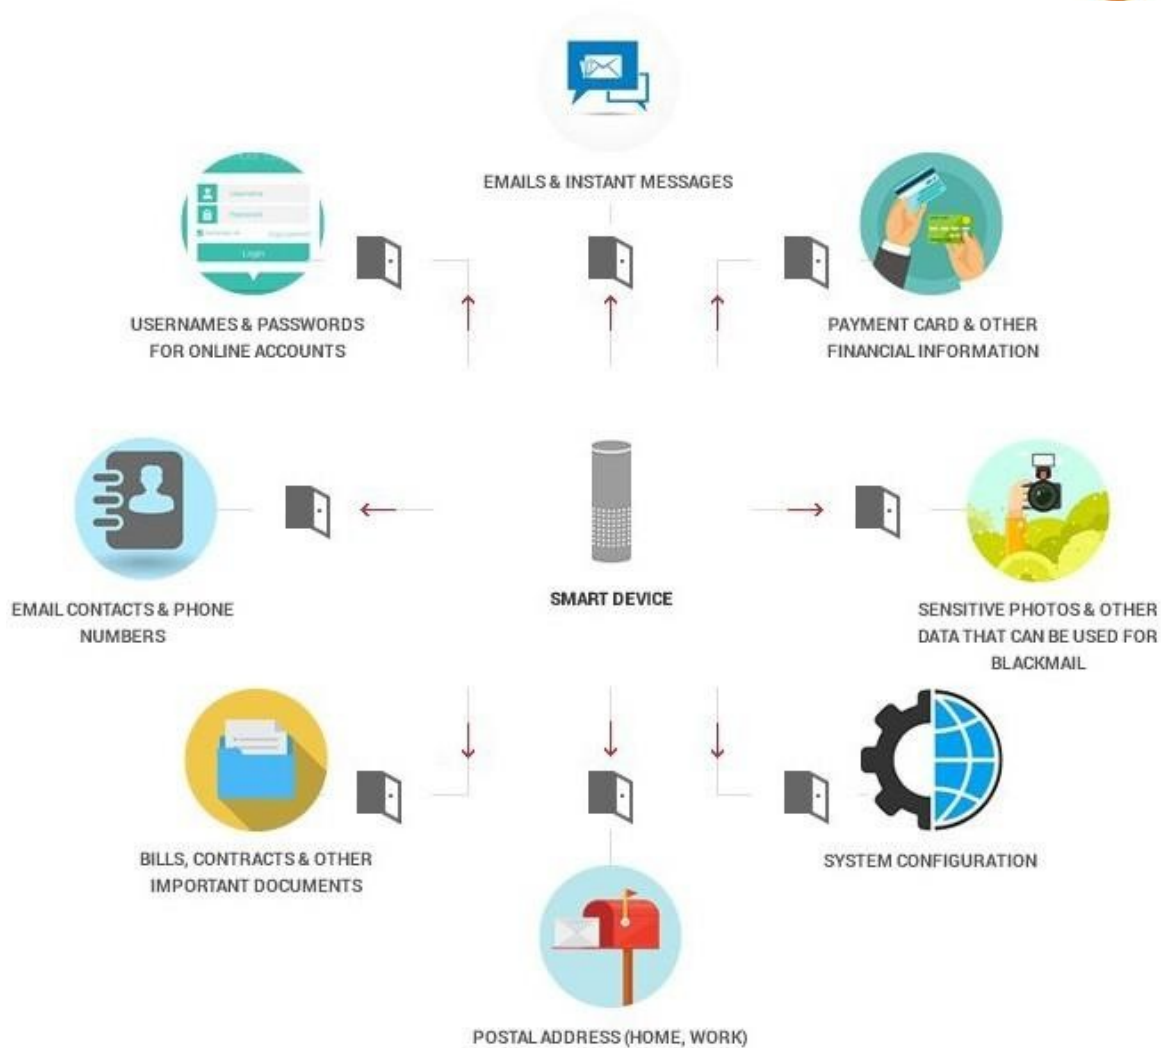 EMAILS & INSTANT MESSAGES
Login
USERNAMES & PASSWORDS
FOR ONLINE ACCOUNTS
PAYMENT CARD & OTHER
FINANCIAL INFORMATION
EMAIL CONTACTS & PHONE
NUMBERS
SMART DEVICE
SENSITIVE PHOTOS & OTHER
DATA THAT CAN BE USED FOR
BLACKMAIL
BILLS, CONTRACTS & OTHER
IMPORTANT DOCUMENTS
SYSTEM CONFIGURATION
POSTAL ADDRESS (HOME, WORK)